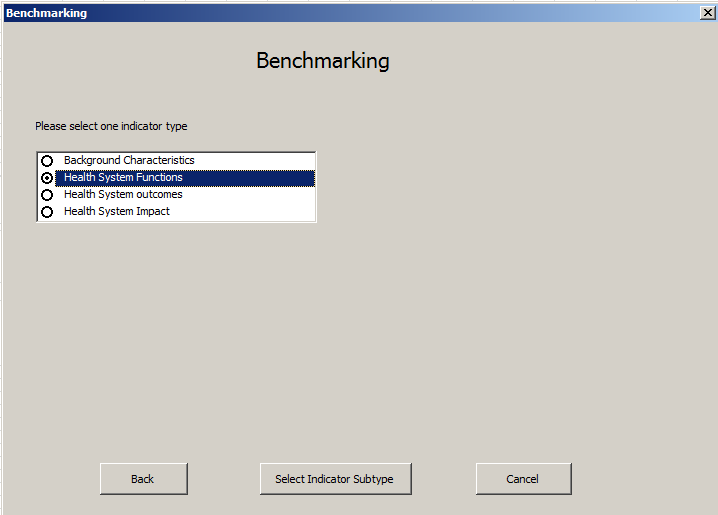 Benchmarking
Benchmarking
Please select one indicator type
Background Characteristics
Health System Functions
Health System outcomes
Health System Impact
Back
Select Indicator Subtype
Cancel